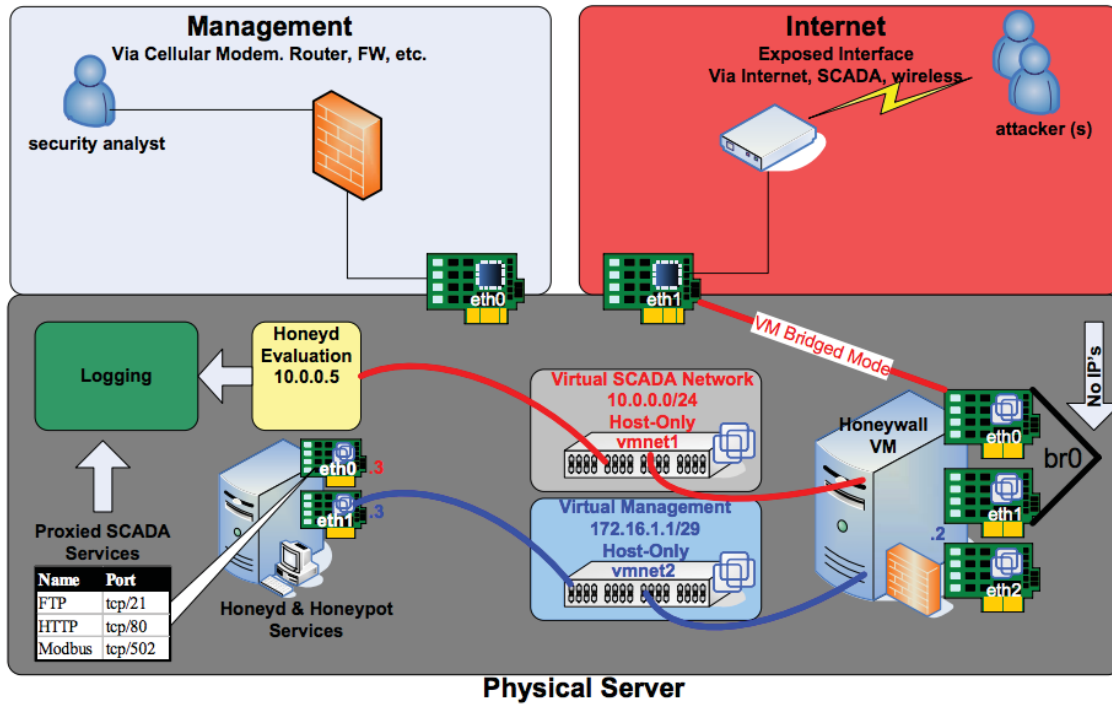 Management
Via Cellular Modem. Router, FW, etc.
security analyst
Internet
Exposed Interface
Via Internet, SCADA, wireless
attacker (s)
eth0
eth1
VM Bridged Mode
No IP's
Logging
Honeyd
Evaluation
10.0.0.5
Virtual SCADA Network
10.0.0.0/24
Host-Only
vmnet1
Honeywall
VM
eth0
br0
eth1
.2
eth2
eth0
.3
eth1
.3
Virtual Management
172.16.1.1/29
Host-Only
vmnet2
Proxied SCADA
Services
Name Port
FTP tcp/21
HTTP tcp/80
Modbus tcp/502
Honeyd & Honeypot
Services
Physical Server